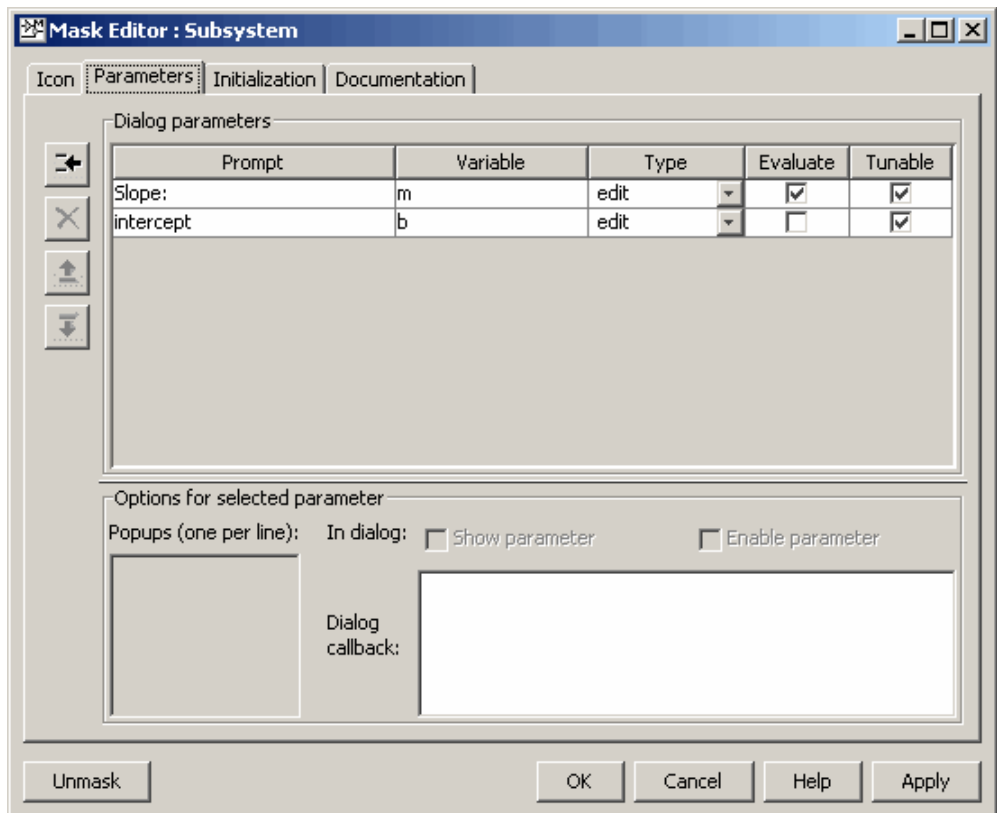 Mask Editor : Subsystem
Icon Parameters Initialization Documentation
Dialog parameters
Prompt Variable Type Evaluate Tunable
Slope: m edit
intercept b edit
Options for selected parameter
Popups (one per line): In dialog: Show parameter Enable parameter
Dialog
callback:
Unmask OK Cancel Help Apply